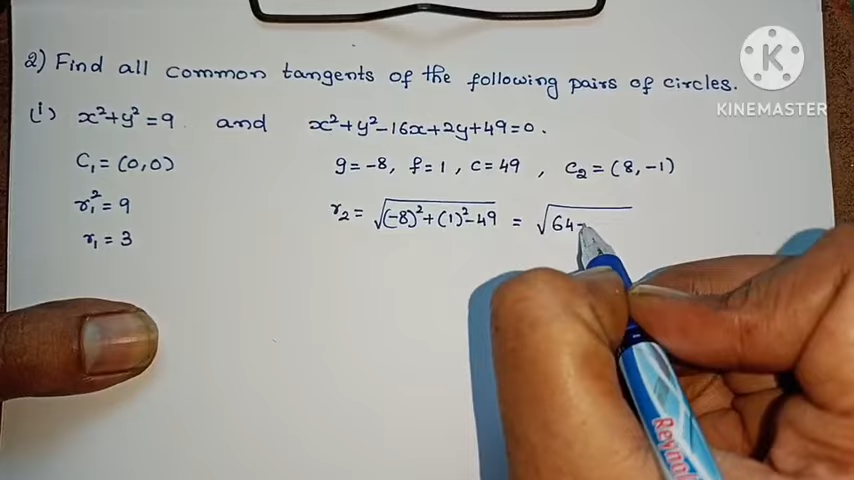 2) Find all common tangents of the following pairs of circles.
(i) x²+y²=9 and x²+y²-16x+2y+49=0.
C₁=(0,0) g=-8, f=1, c=49, C₂=(8,-1)
r₁²=9 r₂=√(-8)²+(1)²-49 = √64
r₁=3
K
KINEMASTER
Reynolds